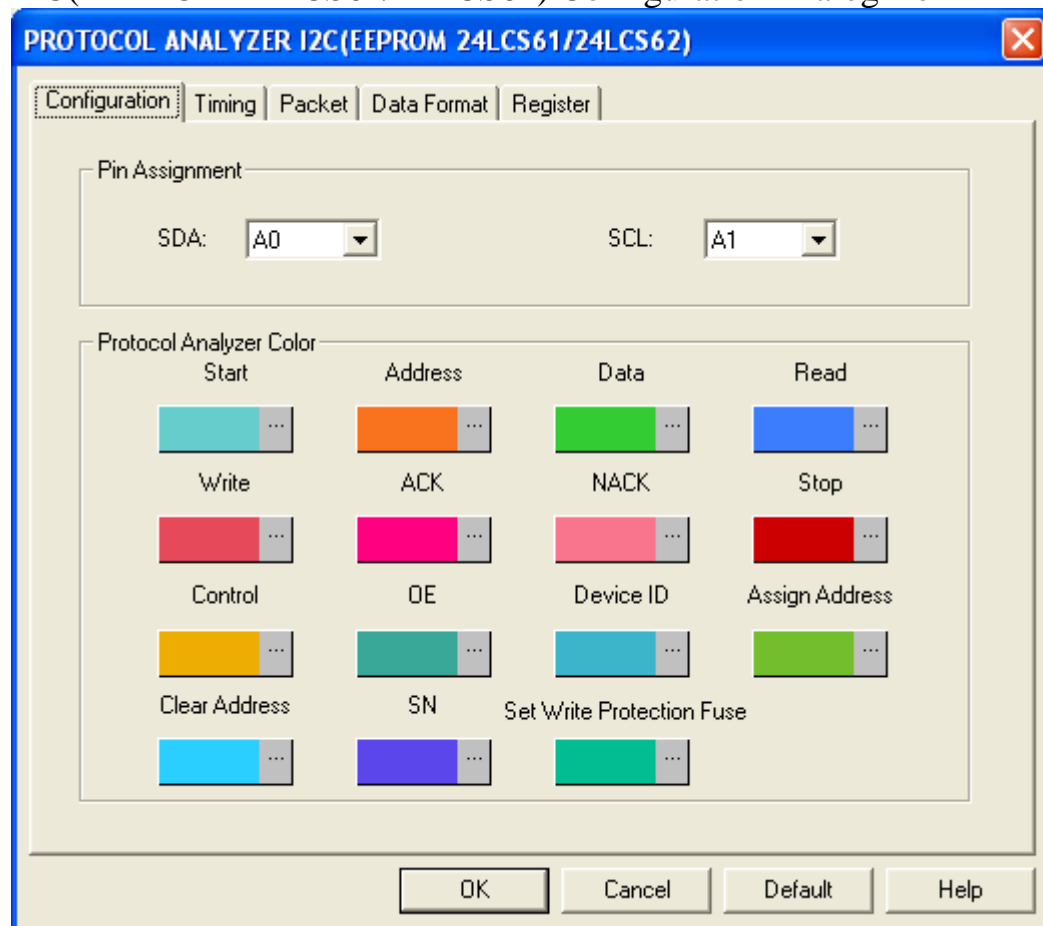 PROTOCOL ANALYZER I2C(EEPROM 24LCS61/24LCS62)
Configuration Timing Packet Data Format Register
Pin Assignment
SDA: A0 SCL: A1
Protocol Analyzer Color
Start Address Data Read
... ... ... ...
Write ACK NACK Stop
... ... ... ...
Control OE Device ID Assign Address
... ... ... ...
Clear Address SN Set Write Protection Fuse
... ... ...
OK Cancel Default Help